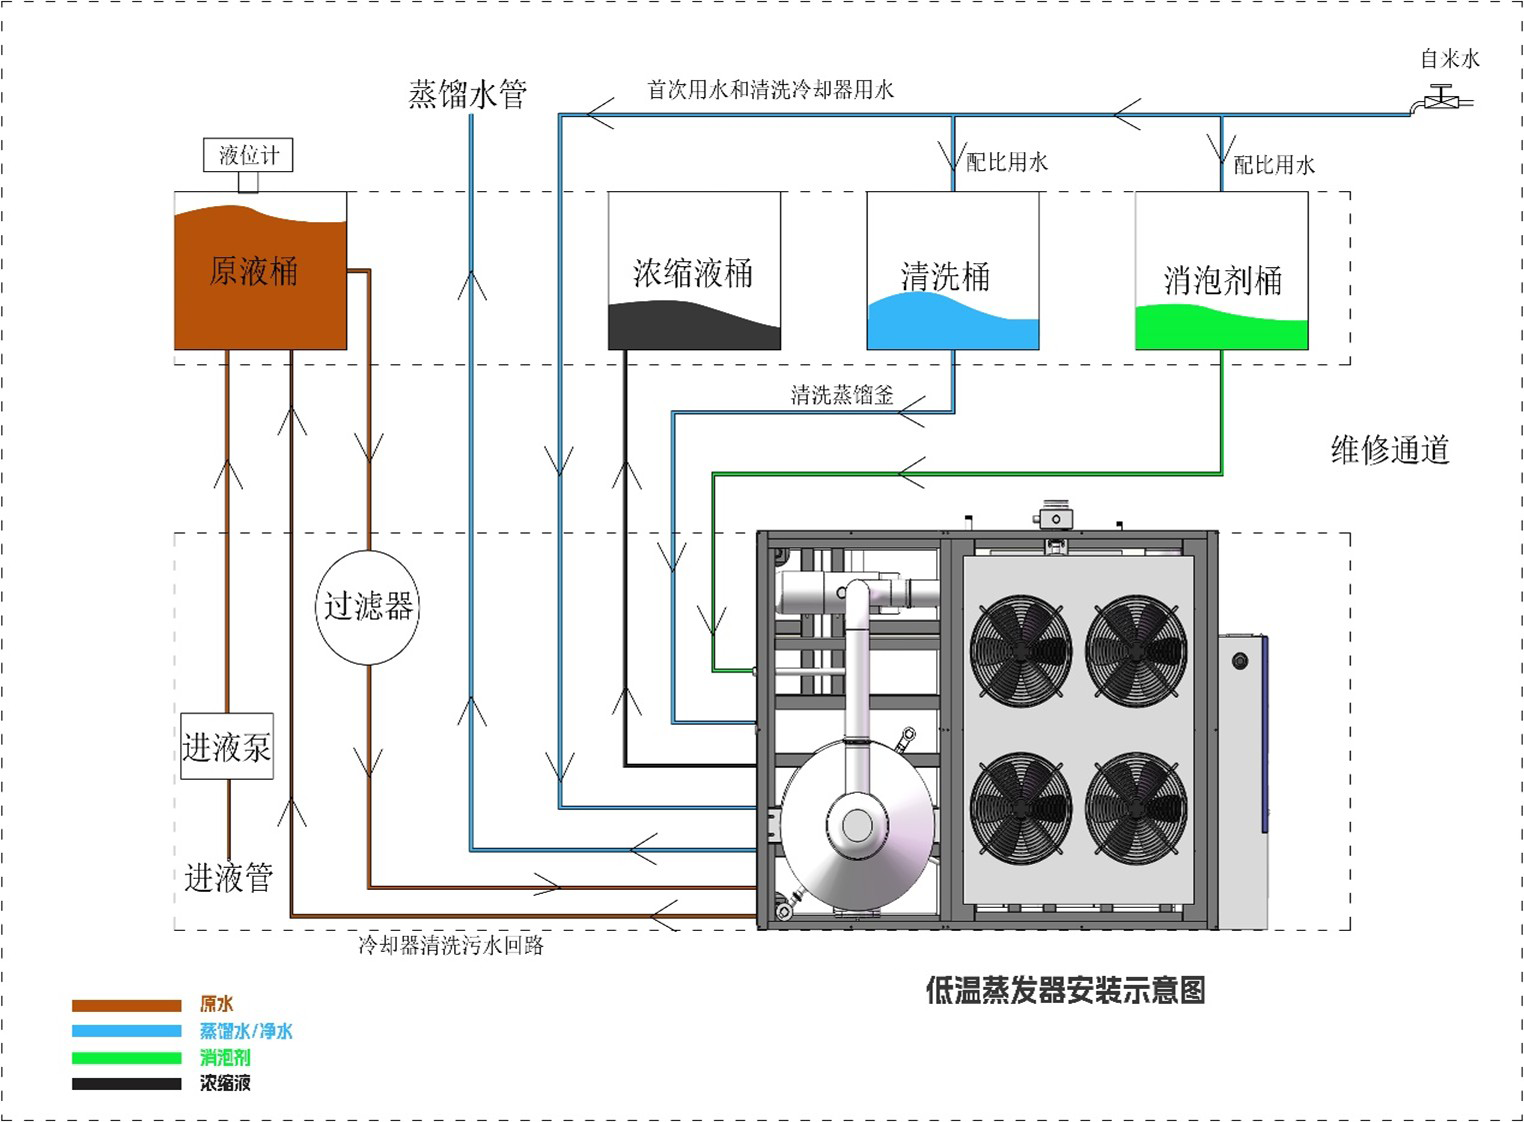 自来水
首次用水和清洗冷却器用水
蒸馏水管
液位计
配比用水
配比用水
原液桶
浓缩液桶
清洗桶
消泡剂桶
清洗蒸馏釜
维修通道
过滤器
进液泵
进液管
冷却器清洗污水回路
低温蒸发器安装示意图
原水
蒸馏水/净水
消泡剂
浓缩液